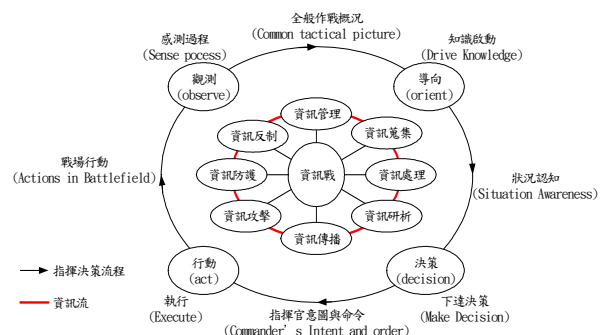 全般作戰概況
(Common tactical picture)
感測過程
(Sense pocess)
知識啟動
(Drive Knowledge)
觀測
(observe)
導向
(orient)
資訊管理
資訊反制
資訊蒐集
資訊防護
資訊戰
資訊處理
資訊攻擊
資訊研析
資訊傳播
戰場行動
(Actions in Battlefield)
狀況認知
(Situation Awareness)
行動
(act)
決策
(decision)
指揮決策流程
資訊流
執行
(Execute)
下達決策
(Make Decision)
指揮官意圖與命令
(Commander's Intent and order)